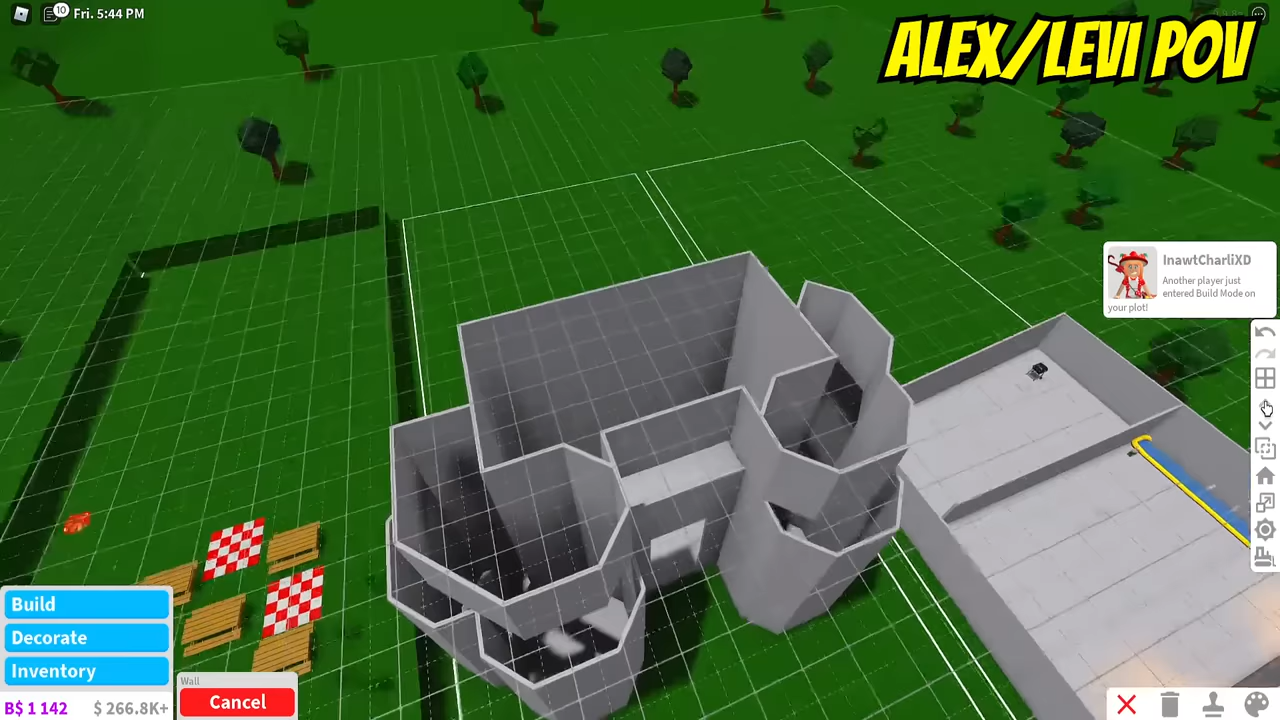 10
Fri. 5:44 PM
ALEX/LEVI POV
InawtCharliXD
Another player just
entered Build Mode on
your plot!
Build
Decorate
Inventory
Wall
Cancel
B$ 1 142
$ 266.8K+